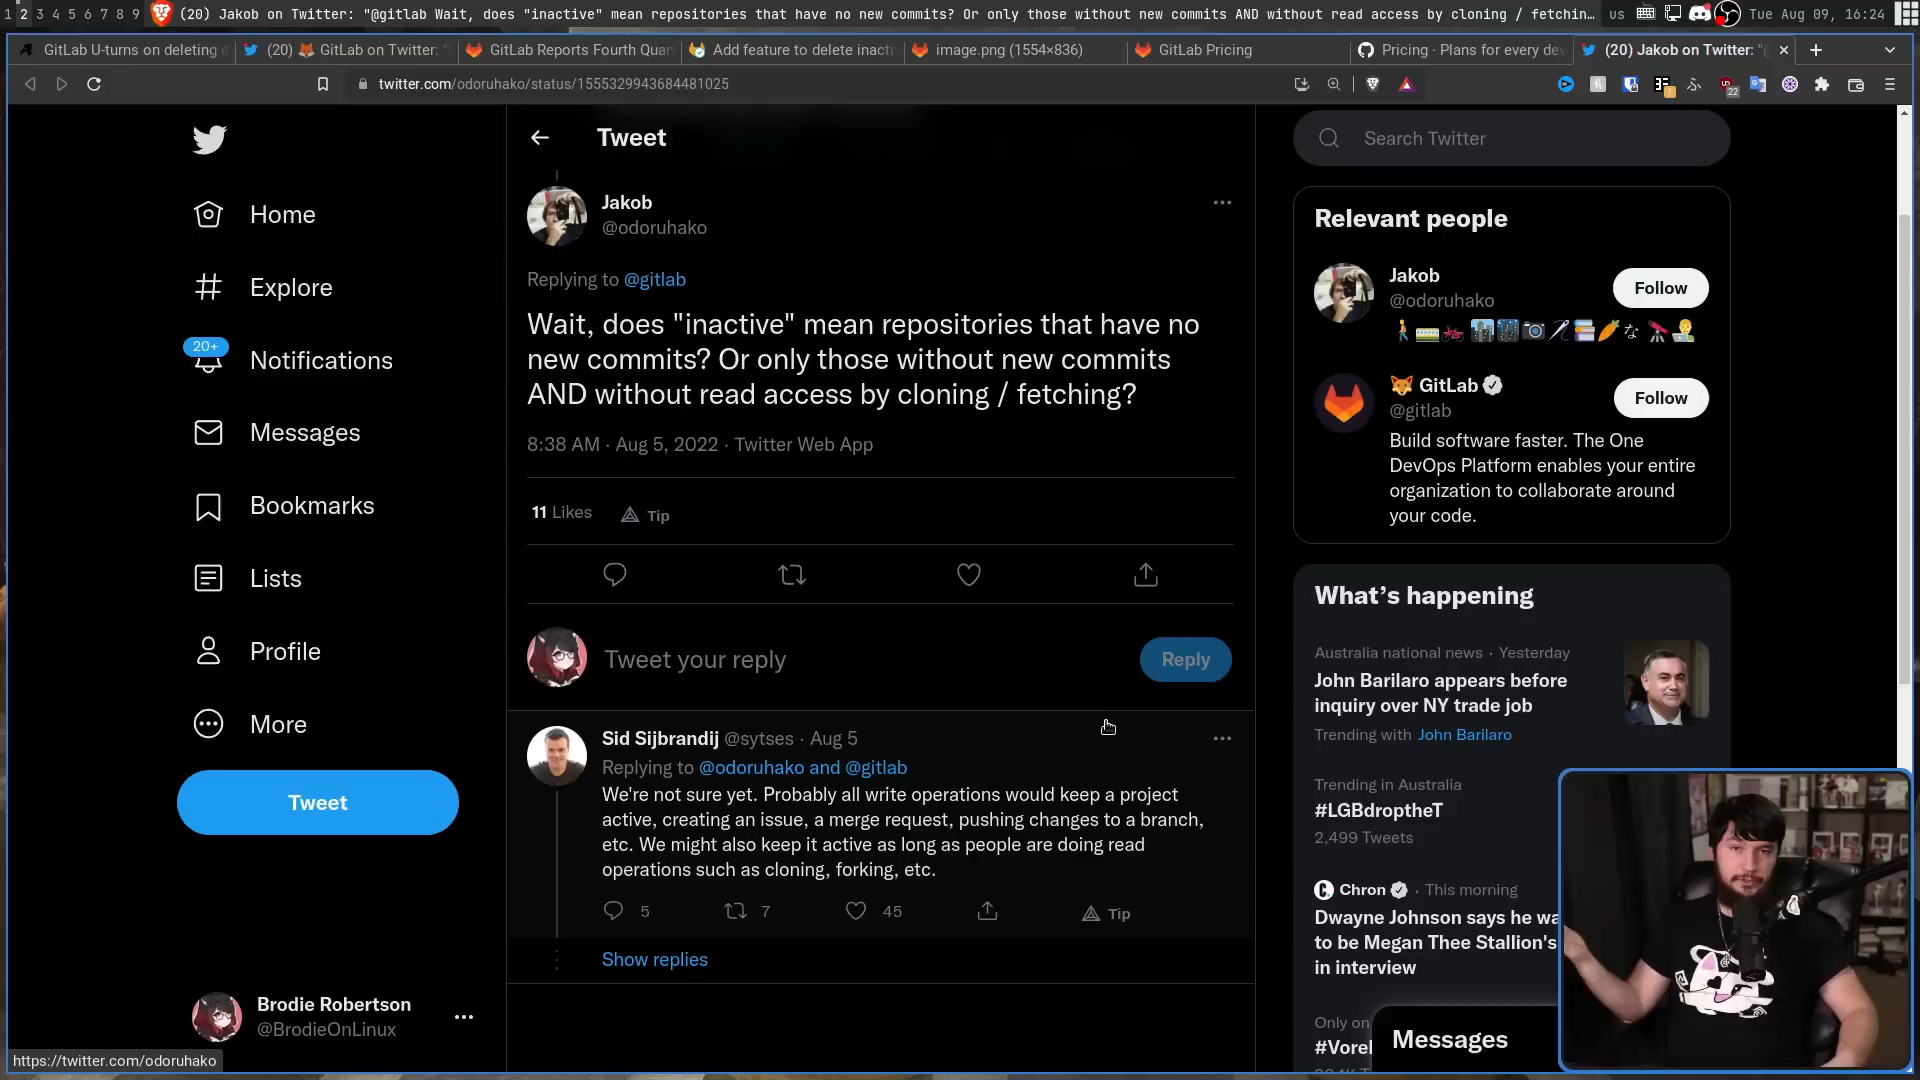 1 2 3 4 5 6 7 8 9 (20) Jakob on Twitter: "@gitlab Wait, does "inactive" mean repositories that have no new commits? Or only those without new commits AND without read access by cloning / fetchin… us Tue Aug 09, 16:24
GitLab U-turns on deleting (20) 🦊 GitLab on Twitter: " GitLab Reports Fourth Quar Add feature to delete inacti image.png (1554×836) GitLab Pricing Pricing · Plans for every dev (20) Jakob on Twitter: "@
twitter.com/odoruhako/status/1555329943684481025
22
Tweet
Search Twitter
Home
Explore
20+
Notifications
Messages
Bookmarks
Lists
Profile
More
Tweet
Brodie Robertson
@BrodieOnLinux
https://twitter.com/odoruhako
Jakob
@odoruhako
Replying to @gitlab
Wait, does "inactive" mean repositories that have no
new commits? Or only those without new commits
AND without read access by cloning / fetching?
8:38 AM · Aug 5, 2022 · Twitter Web App
11 Likes Tip
Tweet your reply
Reply
Sid Sijbrandij @sytses · Aug 5
Replying to @odoruhako and @gitlab
We're not sure yet. Probably all write operations would keep a project
active, creating an issue, a merge request, pushing changes to a branch,
etc. We might also keep it active as long as people are doing read
operations such as cloning, forking, etc.
5 7 45 Tip
Show replies
Relevant people
Jakob
@odoruhako
Follow
な
🦊 GitLab
@gitlab
Follow
Build software faster. The One
DevOps Platform enables your entire
organization to collaborate around
your code.
What's happening
Australia national news · Yesterday
John Barilaro appears before
inquiry over NY trade job
Trending with John Barilaro
Trending in Australia
#LGBdroptheT
2,499 Tweets
Chron · This morning
Dwayne Johnson says he wa
to be Megan Thee Stallion's
in interview
Only on
#Vorel
Messages